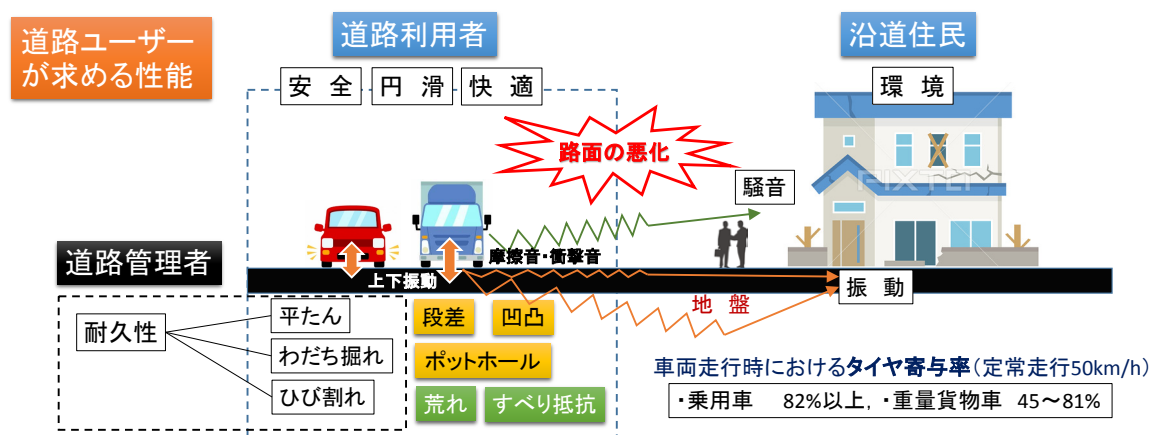 道路ユーザー
が求める性能
道路利用者
沿道住民
安 全
円 滑
快 適
環 境
路面の悪化
騒音
FIXTLI
道路管理者
摩擦音・衝撃音
上下振動
振 動
地 盤
耐久性
平たん
わだち掘れ
ひび割れ
段差
凹凸
ポットホール
荒れ
すべり抵抗
車両走行時におけるタイヤ寄与率(定常走行50km/h)
・乗用車 82%以上,・重量貨物車 45～81%